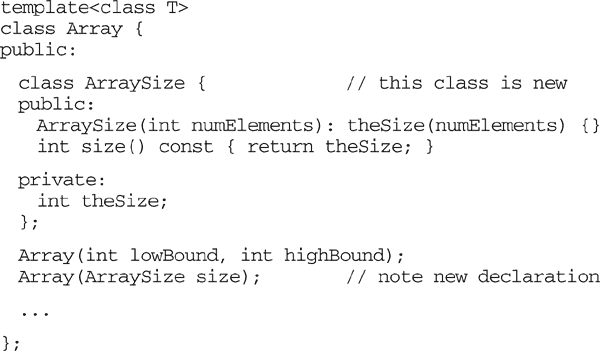 template<class T>
class Array {
public:
class ArraySize { // this class is new
public:
ArraySize(int numElements): theSize(numElements) {}
int size() const { return theSize; }
private:
int theSize;
};
Array(int lowBound, int highBound);
Array(ArraySize size); // note new declaration
...
};